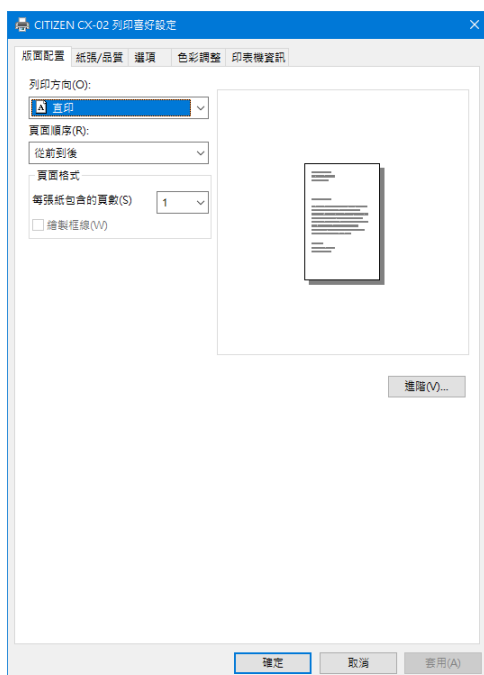 CITIZEN CX-02 列印喜好設定
版面配置 紙張/品質 選項 色彩調整 印表機資訊
列印方向(O):
A 直印
頁面順序(R):
從前到後
頁面格式
每張紙包含的頁數(S) 1
繪製框線(W)
進階(V)...
確定 取消 套用(A)